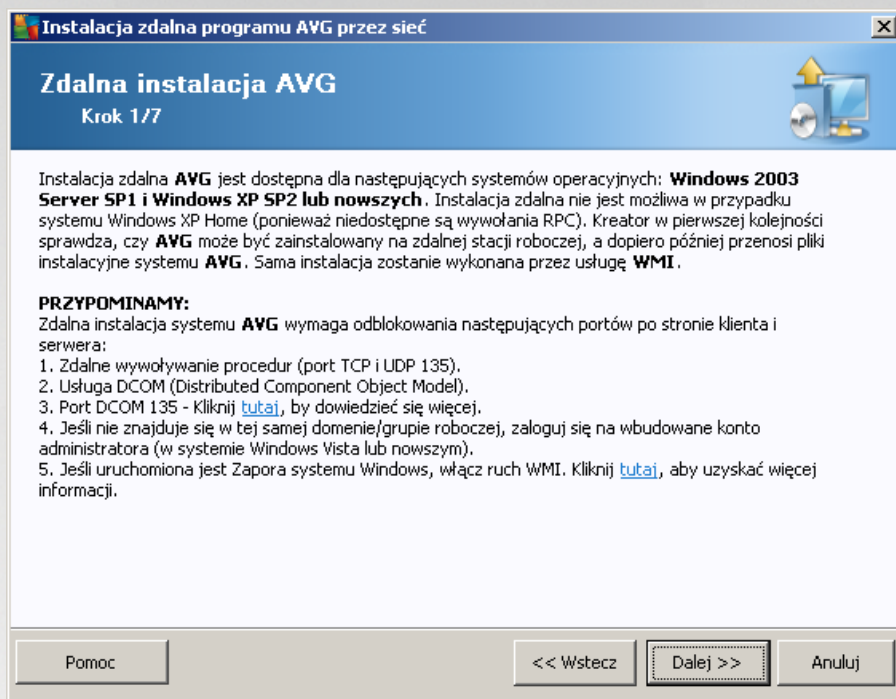 Instalacja zdalna programu AVG przez sieć
Zdalna instalacja AVG
Krok 1/7
Instalacja zdalna AVG jest dostępna dla następujących systemów operacyjnych: Windows 2003
Server SP1 i Windows XP SP2 lub nowszych. Instalacja zdalna nie jest możliwa w przypadku
systemu Windows XP Home (ponieważ niedostępne są wywołania RPC). Kreator w pierwszej kolejności
sprawdza, czy AVG może być zainstalowany na zdalnej stacji roboczej, a dopiero później przenosi pliki
instalacyjne systemu AVG. Sama instalacja zostanie wykonana przez usługę WMI.
PRZYPOMINAMY:
Zdalna instalacja systemu AVG wymaga odblokowania następujących portów po stronie klienta i
serwera:
1. Zdalne wywoływanie procedur (port TCP i UDP 135).
2. Usługa DCOM (Distributed Component Object Model).
3. Port DCOM 135 - Kliknij tutaj, by dowiedzieć się więcej.
4. Jeśli nie znajduje się w tej samej domenie/grupie roboczej, zaloguj się na wbudowane konto
administratora (w systemie Windows Vista lub nowszym).
5. Jeśli uruchomiona jest Zapora systemu Windows, włącz ruch WMI. Kliknij tutaj, aby uzyskać więcej
informacji.
Pomoc
<< Wstecz
Dalej >>
Anuluj